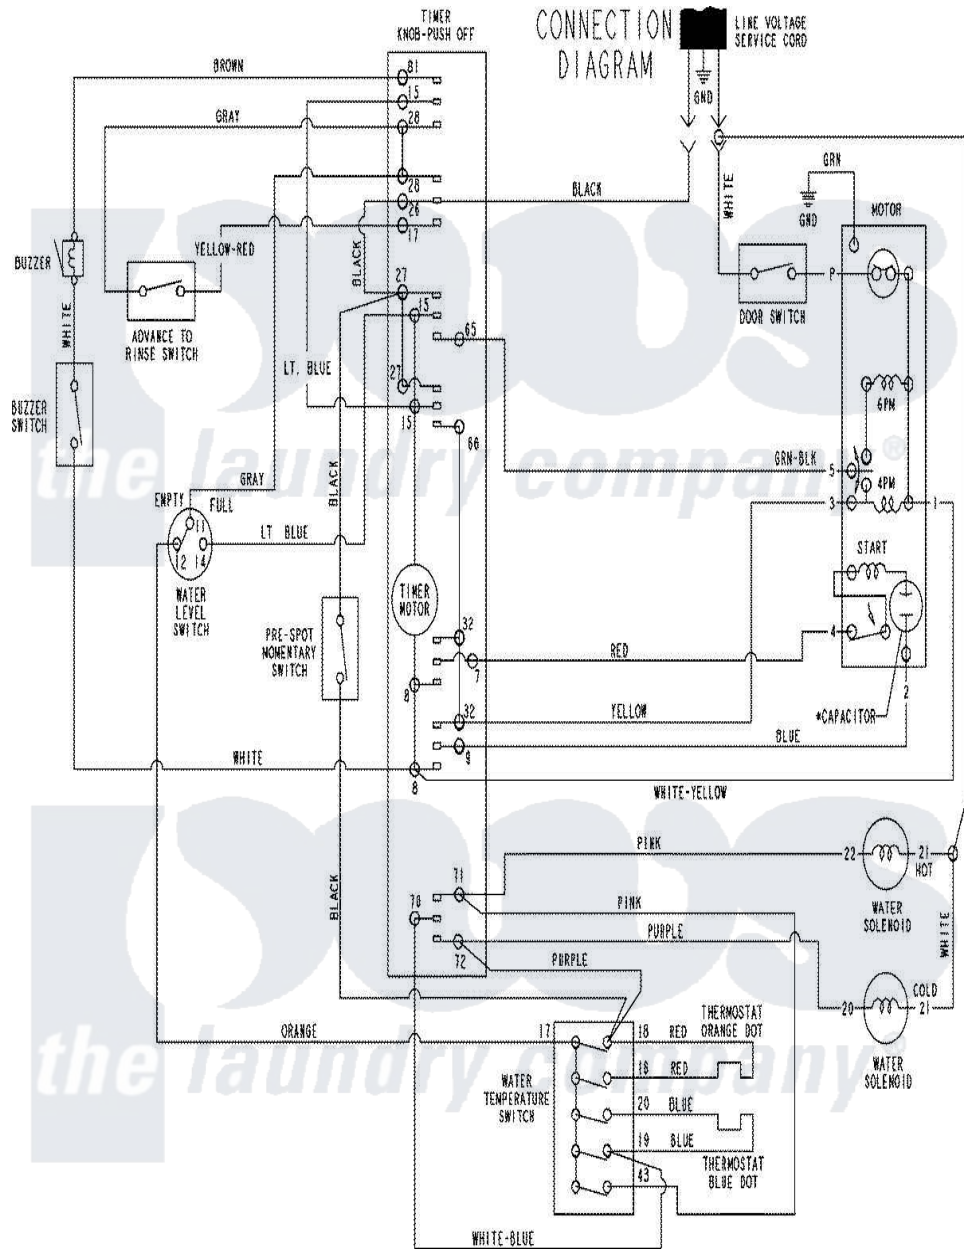 TIMER
KNOB-PUSH OFF
CONNECTION
DIAGRAM
LINE VOLTAGE
SERVICE CORD
GND
BROWN
81
15
GRAY
28
28
BLACK
26
17
YELLOW-RED
WHITE
GRN
GND
MOTOR
BUZZER
WHITE
ADVANCE TO
RINSE SWITCH
BLACK
27
15
P
DOOR SWITCH
65
LT. BLUE
27
6PM
BUZZER
SWITCH
15
66
GRN-BLK
5
4PM
3
1
GRAY
BLACK
EMPTY
FULL
11
12
14
LT BLUE
WATER
LEVEL
SWITCH
START
TIMER
MOTOR
PRE-SPOT
MOMENTARY
SWITCH
32
RED
7
4
8
2
32
YELLOW
*CAPACITOR
BLUE
9
WHITE
8
WHITE-YELLOW
PINK
22
21
HOT
71
BLACK
70
PINK
WATER
SOLENOID
PURPLE
72
PURPLE
WHITE
COLD
20
21
WATER
SOLENOID
ORANGE
17
18
RED
THERMOSTAT
ORANGE DOT
18
RED
WATER
TEMPERATURE
SWITCH
20
BLUE
19
BLUE
THERMOSTAT
BLUE DOT
43
WHITE-BLUE
the laundry company®
the laundry company®